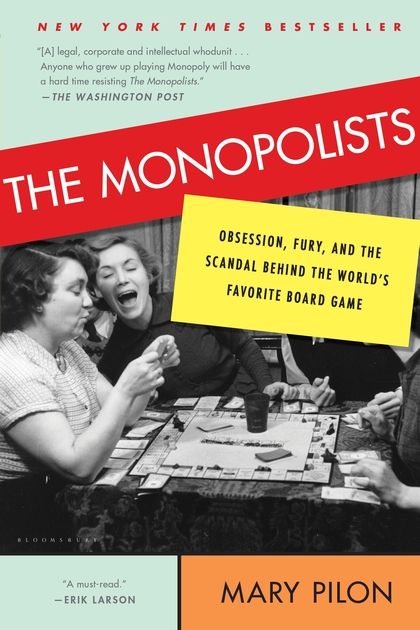 NEW YORK TIMES BESTSELLER
“[A] legal, corporate and intellectual whodunit . . .
Anyone who grew up playing Monopoly will have
a hard time resisting The Monopolists.”
—THE WASHINGTON POST
THE MONOPOLISTS
OBSESSION, FURY, AND THE
SCANDAL BEHIND THE WORLD’S
FAVORITE BOARD GAME
BLOOMSBURY
“A must-read.”
—ERIK LARSON
MARY PILON